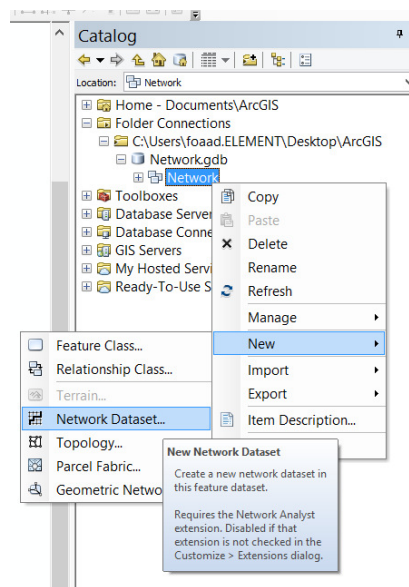 Catalog
Location: Network
Home - Documents\ArcGIS
Folder Connections
C:\Users\foaad.ELEMENT\Desktop\ArcGIS
Network.gdb
Network
Toolboxes
Database Server
Database Conne
GIS Servers
My Hosted Servi
Ready-To-Use S
Copy
Paste
Delete
Rename
Refresh
Manage
New
Import
Export
Item Description...
Feature Class...
Relationship Class...
Terrain...
Network Dataset...
Topology...
Parcel Fabric...
Geometric Netwo
New Network Dataset
Create a new network dataset in
this feature dataset.
Requires the Network Analyst
extension. Disabled if that
extension is not checked in the
Customize > Extensions dialog.